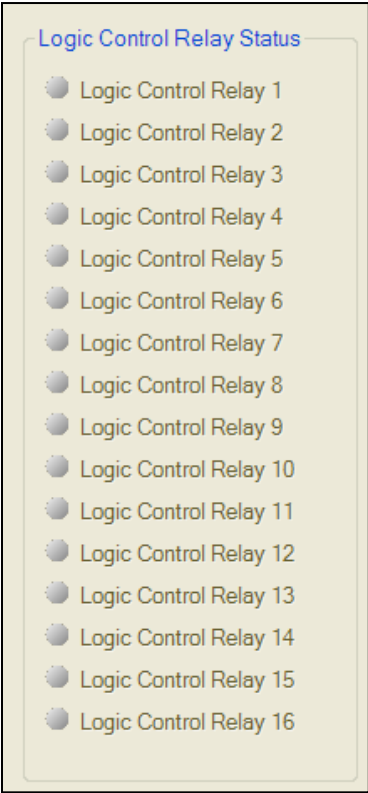 Logic Control Relay Status
Logic Control Relay 1
Logic Control Relay 2
Logic Control Relay 3
Logic Control Relay 4
Logic Control Relay 5
Logic Control Relay 6
Logic Control Relay 7
Logic Control Relay 8
Logic Control Relay 9
Logic Control Relay 10
Logic Control Relay 11
Logic Control Relay 12
Logic Control Relay 13
Logic Control Relay 14
Logic Control Relay 15
Logic Control Relay 16